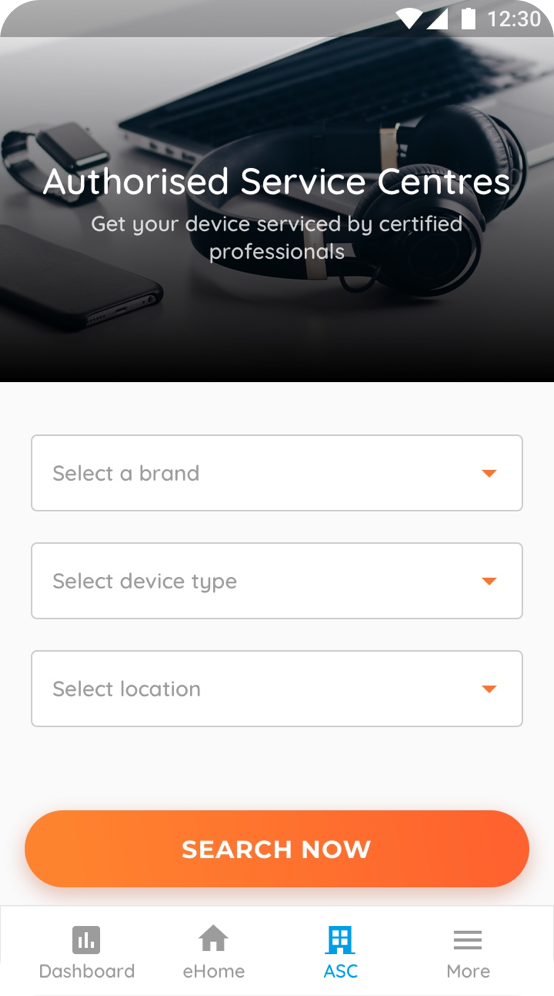 12:30
Authorised Service Centres
Get your device serviced by certified
professionals
Select a brand
Select device type
Select location
SEARCH NOW
Dashboard
eHome
ASC
More